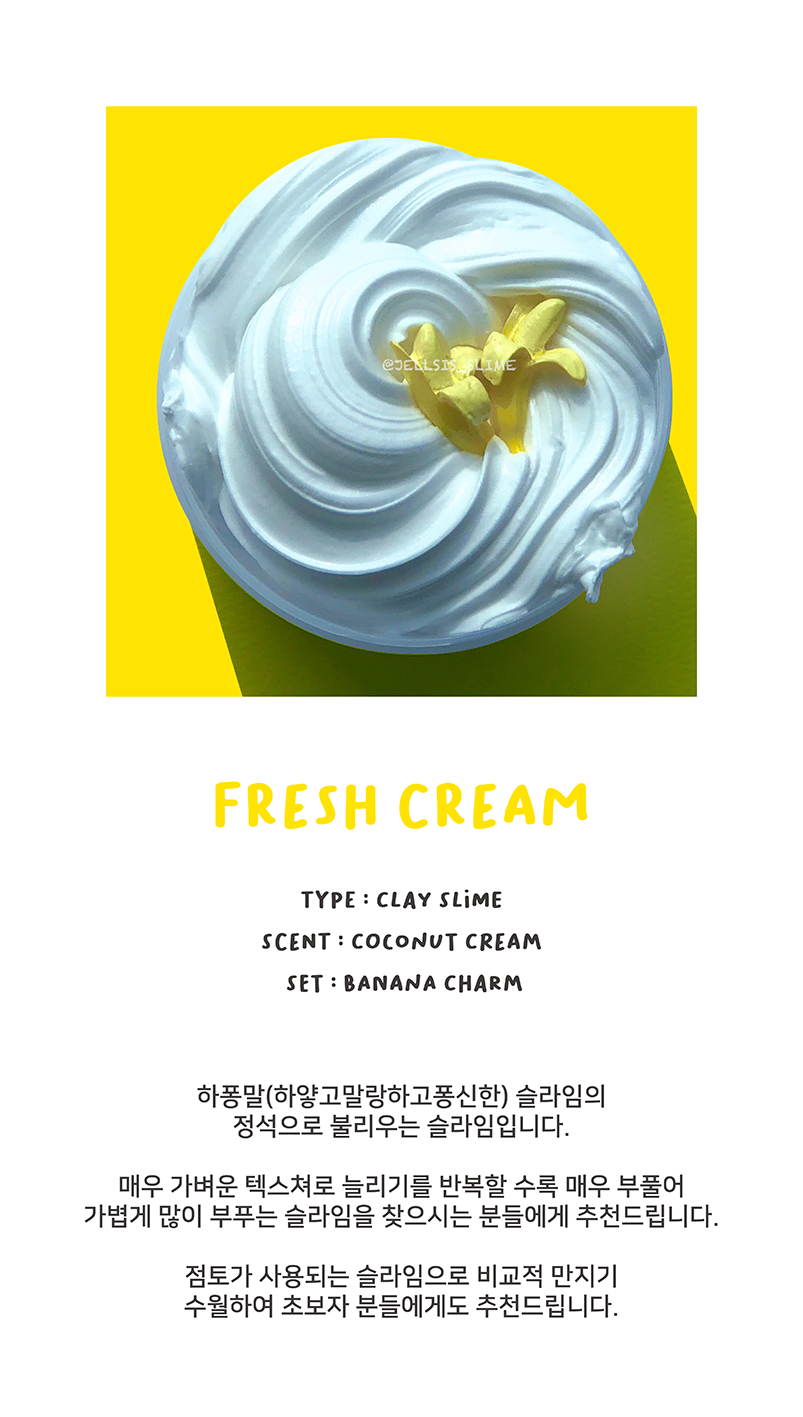 @JELLSIS_SLIME
FRESH CREAM
TYPE : CLAY SLiME
SCENT : COCONUT CREAM
SET : BANANA CHARM
하퐁말(하얗고말랑하고퐁신한) 슬라임의
정석으로 불리우는 슬라임입니다.
매우 가벼운 텍스쳐로 늘리기를 반복할 수록 매우 부풀어
가볍게 많이 부푸는 슬라임을 찾으시는 분들에게 추천드립니다.
점토가 사용되는 슬라임으로 비교적 만지기
수월하여 초보자 분들에게도 추천드립니다.